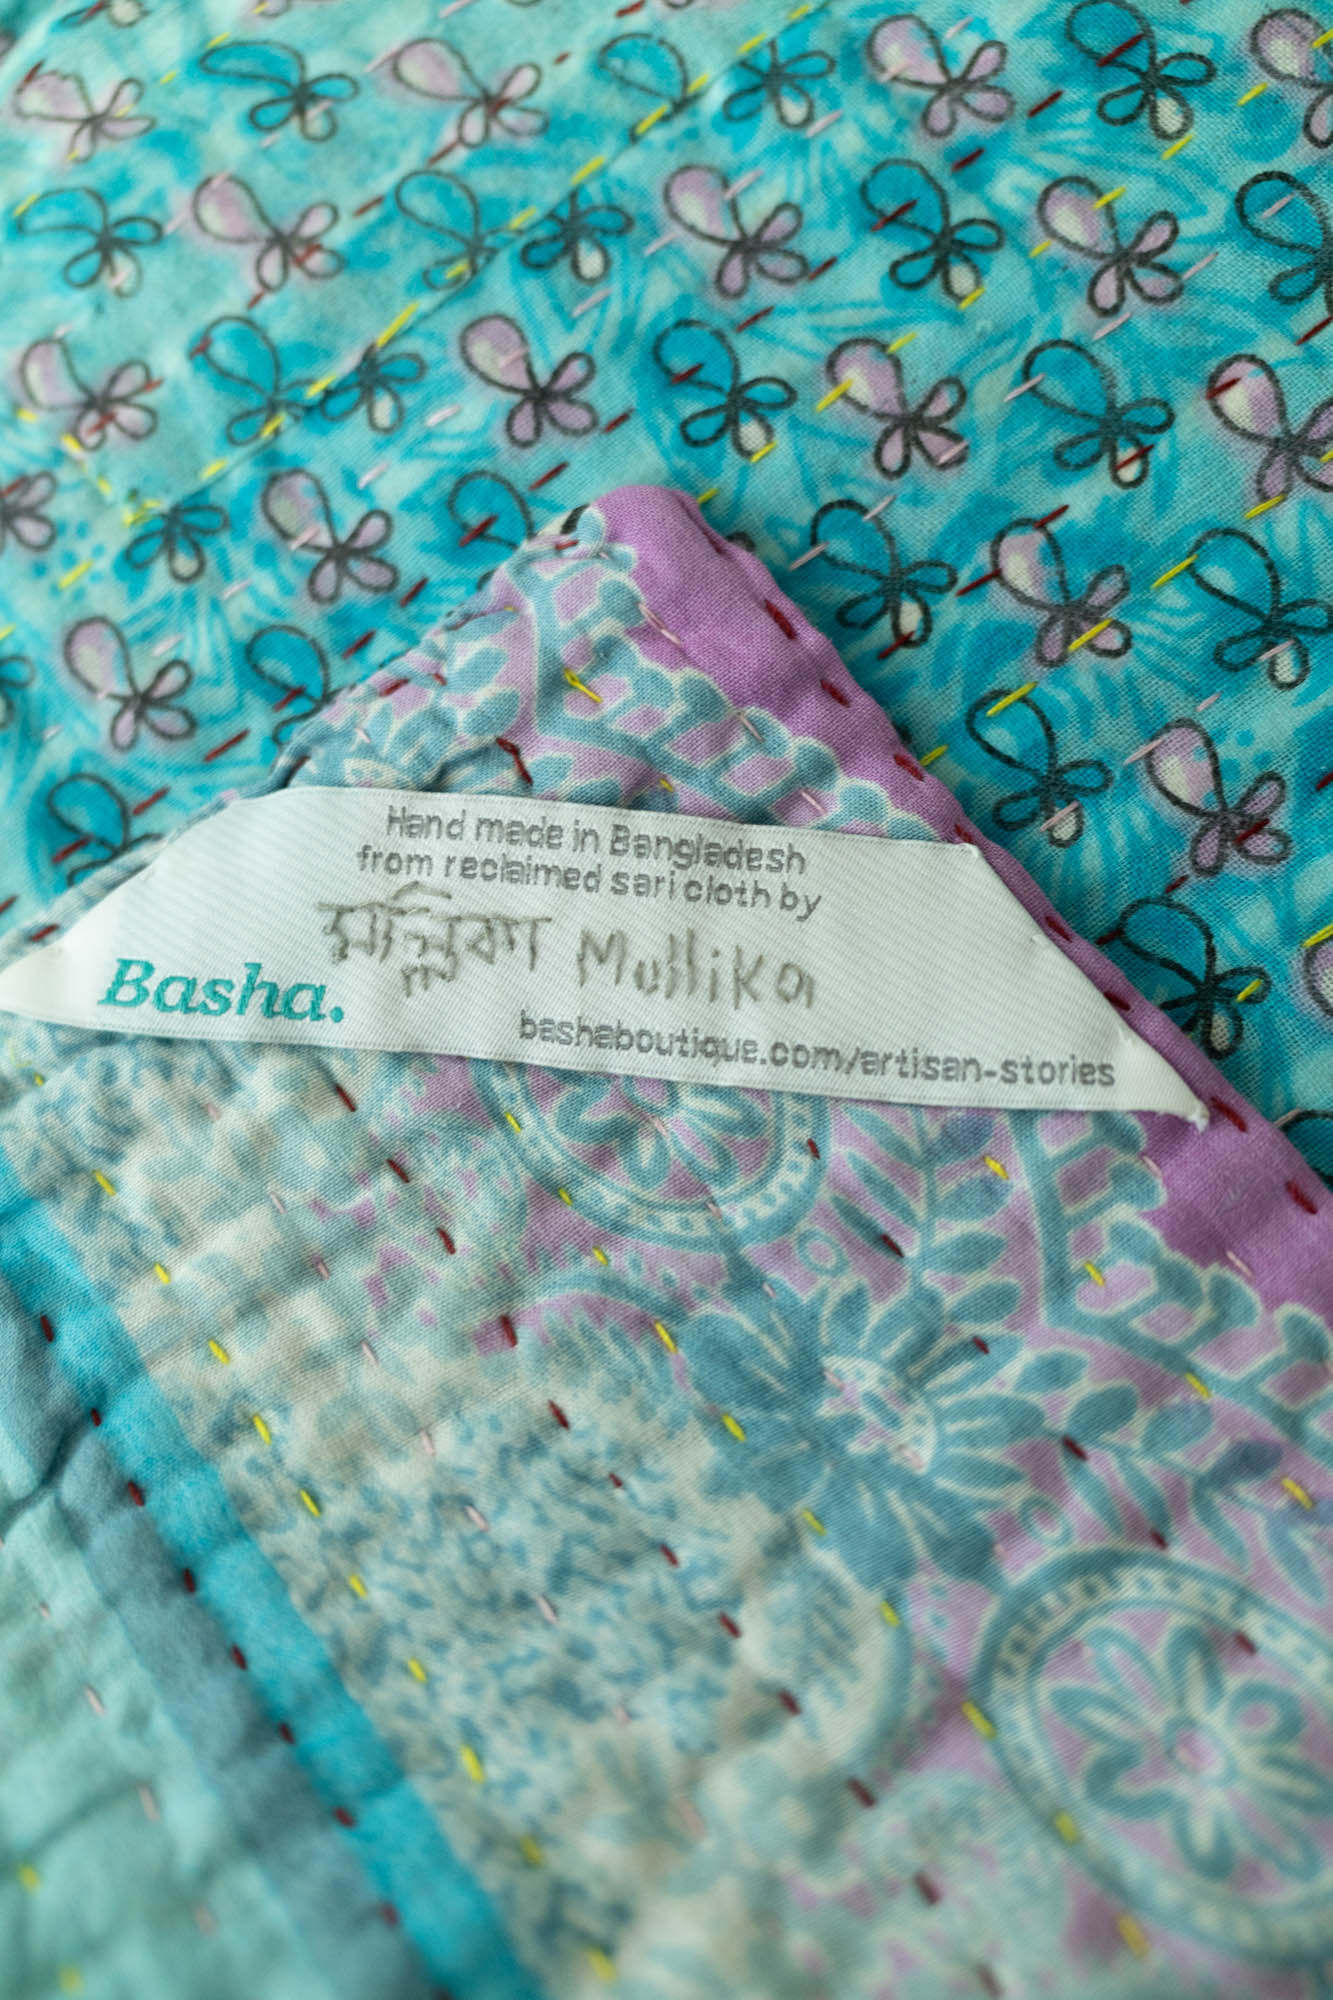 Hand made in Bangladesh
from reclaimed sari cloth by
মল্লিকা Mullika
Basha.
bashaboutique.com/artisan-stories